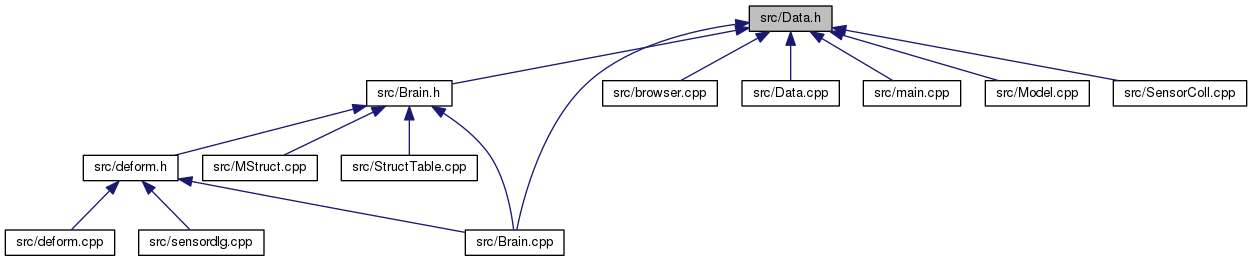 src/Data.h
src/Brain.h
src/browser.cpp
src/Data.cpp
src/main.cpp
src/Model.cpp
src/SensorColl.cpp
src/deform.h
src/MStruct.cpp
src/StructTable.cpp
src/deform.cpp
src/sensordlg.cpp
src/Brain.cpp